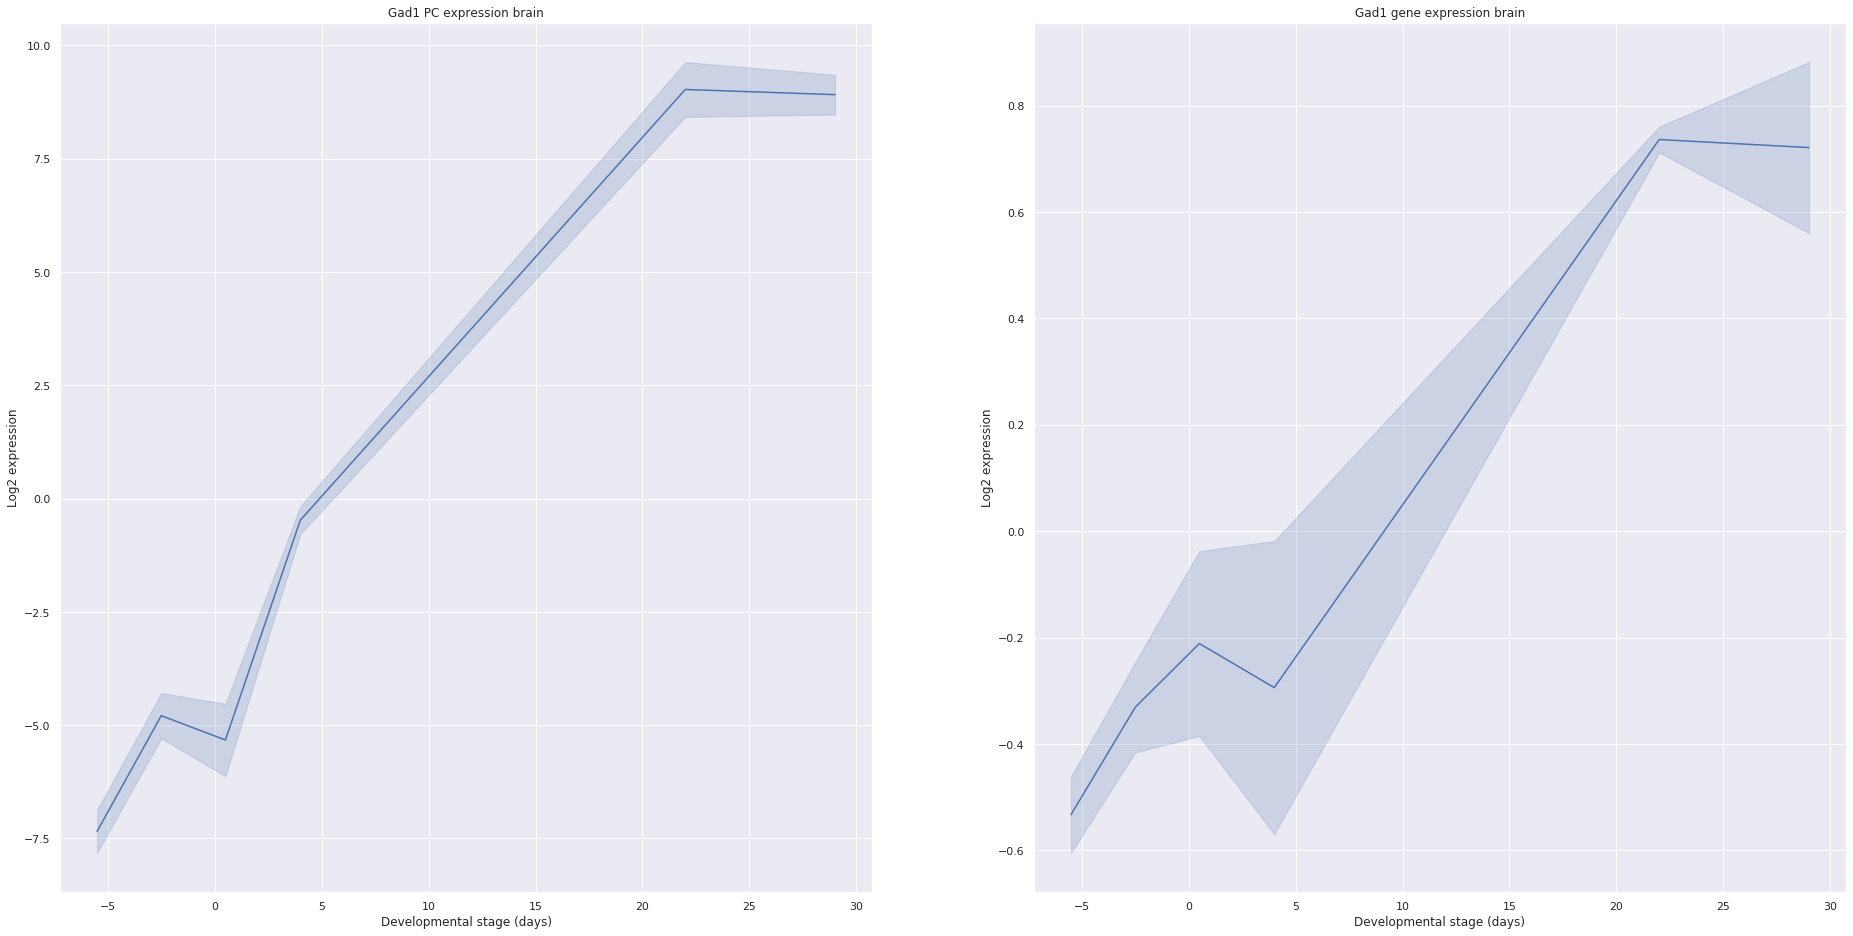 Gad1 PC expression brain
10.0
7.5
5.0
2.5
0.0
−2.5
−5.0
−7.5
Log2 expression
−5 0 5 10 15 20 25 30
Developmental stage (days)
Gad1 gene expression brain
0.8
0.6
0.4
0.2
0.0
−0.2
−0.4
−0.6
Log2 expression
−5 0 5 10 15 20 25 30
Developmental stage (days)